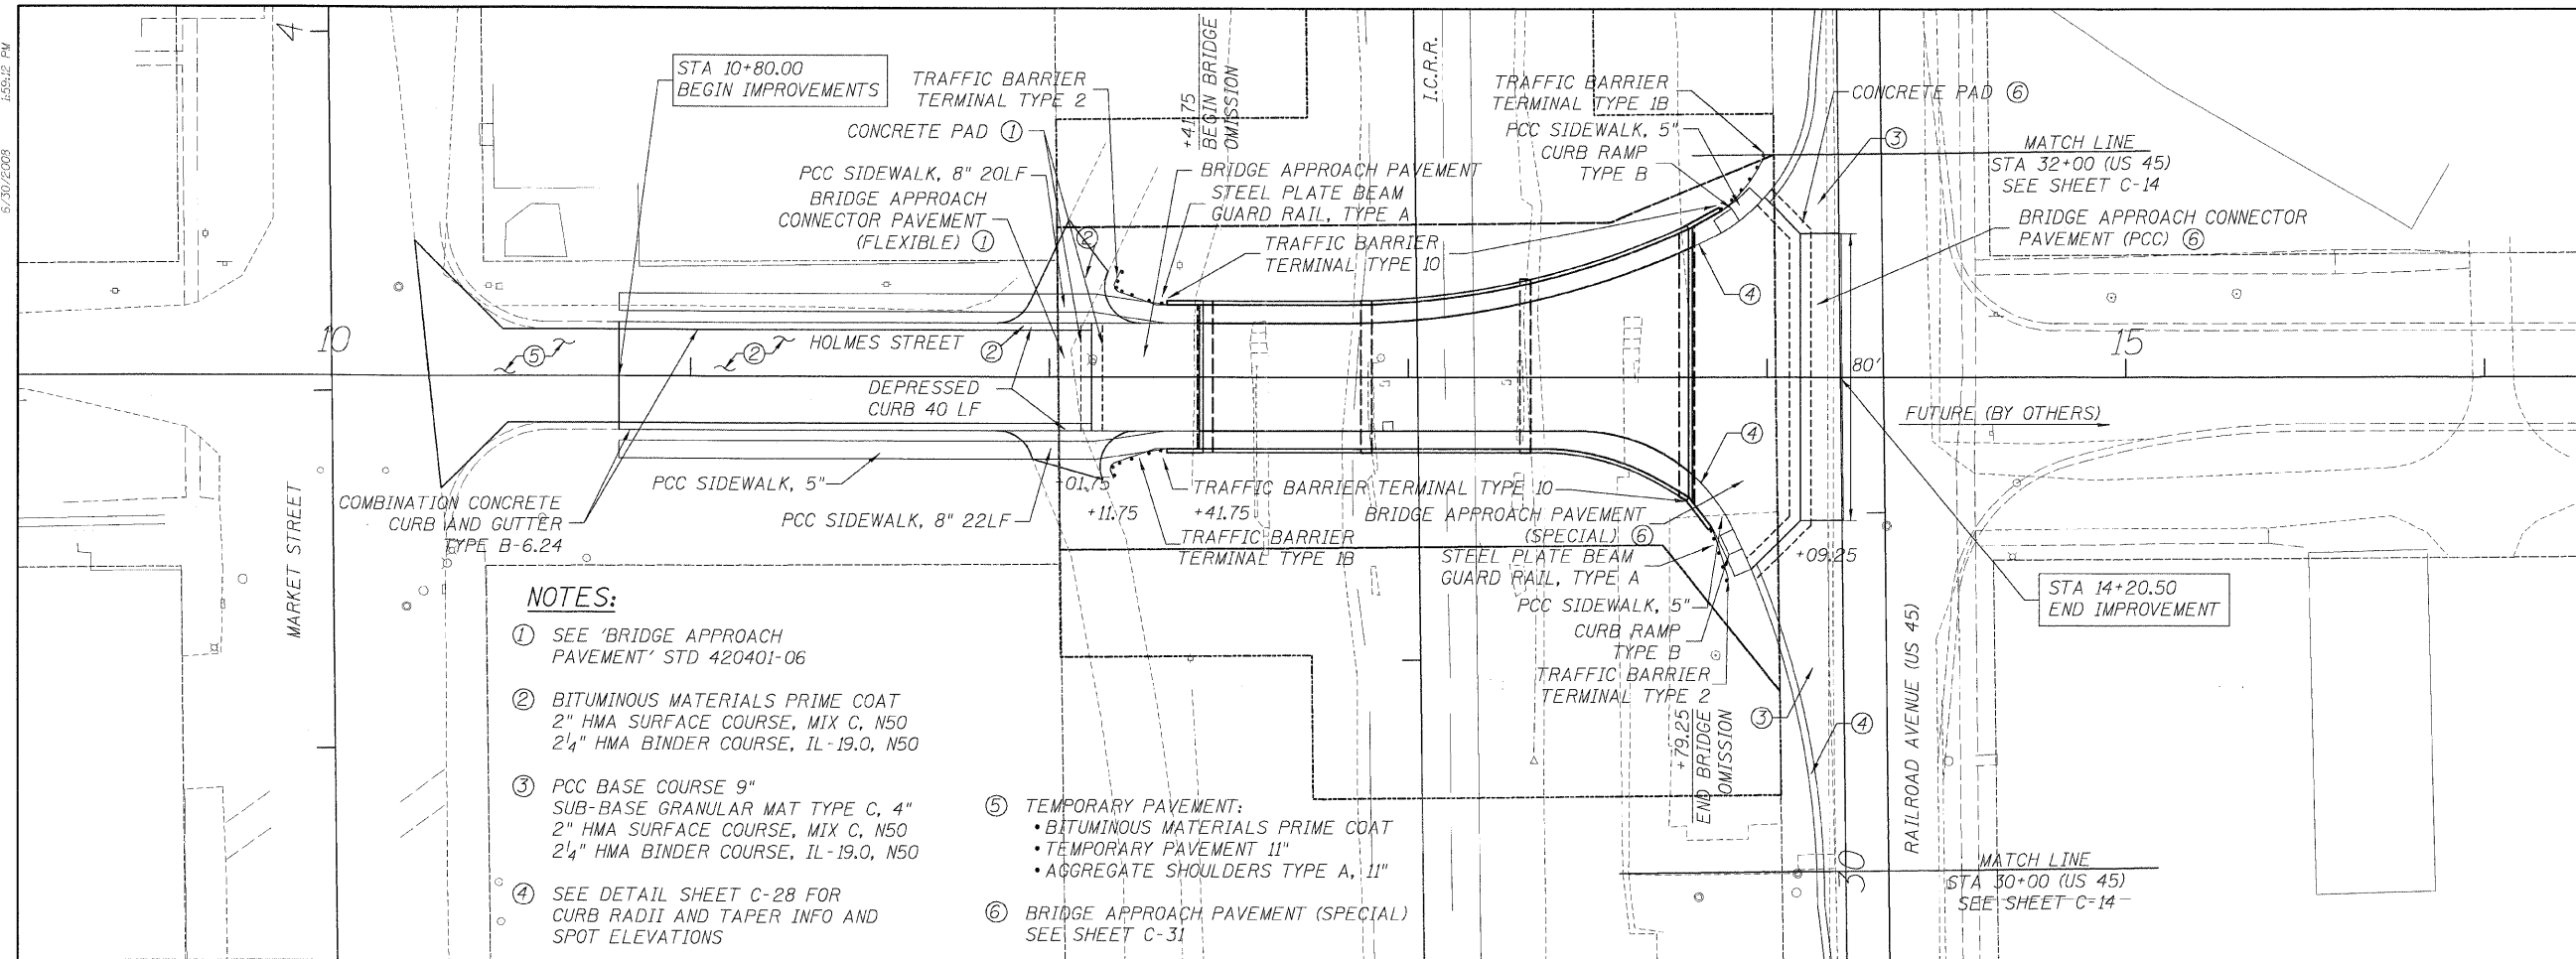 6/30/2008 1:59:12 PM
4
STA 10+80.00
BEGIN IMPROVEMENTS
TRAFFIC BARRIER
TERMINAL TYPE 2
CONCRETE PAD ①
PCC SIDEWALK, 8" 20LF
BRIDGE APPROACH
CONNECTOR PAVEMENT
(FLEXIBLE) ①
+41.75
BEGIN BRIDGE
OMISSION
BRIDGE APPROACH PAVEMENT
STEEL PLATE BEAM
GUARD RAIL, TYPE A
TRAFFIC BARRIER
TERMINAL TYPE 10
I.C.R.R.
TRAFFIC BARRIER
TERMINAL TYPE 1B
PCC SIDEWALK, 5"
CURB RAMP
TYPE B
CONCRETE PAD ⑥
③
MATCH LINE
STA 32+00 (US 45)
SEE SHEET C-14
BRIDGE APPROACH CONNECTOR
PAVEMENT (PCC) ⑥
②
④
10
⑤
②
HOLMES STREET
②
15
80'
DEPRESSED
CURB 40 LF
FUTURE (BY OTHERS)
④
PCC SIDEWALK, 5"
COMBINATION CONCRETE
CURB AND GUTTER
TYPE B-6.24
PCC SIDEWALK, 8" 22LF
+01.75
+11.75
+41.75
TRAFFIC BARRIER TERMINAL TYPE 10
TRAFFIC BARRIER
TERMINAL TYPE 1B
BRIDGE APPROACH PAVEMENT
(SPECIAL) ⑥
STEEL PLATE BEAM
GUARD RAIL, TYPE A
PCC SIDEWALK, 5"
CURB RAMP
TYPE B
TRAFFIC BARRIER
TERMINAL TYPE 2
+09.25
STA 14+20.50
END IMPROVEMENT
MARKET STREET
RAILROAD AVENUE (US 45)
+79.25
END BRIDGE
OMISSION
③
④
30
MATCH LINE
STA 30+00 (US 45)
SEE SHEET C-14
NOTES:
① SEE 'BRIDGE APPROACH
PAVEMENT' STD 420401-06
② BITUMINOUS MATERIALS PRIME COAT
2" HMA SURFACE COURSE, MIX C, N50
2¼" HMA BINDER COURSE, IL-19.0, N50
③ PCC BASE COURSE 9"
SUB-BASE GRANULAR MAT TYPE C, 4"
2" HMA SURFACE COURSE, MIX C, N50
2¼" HMA BINDER COURSE, IL-19.0, N50
④ SEE DETAIL SHEET C-28 FOR
CURB RADII AND TAPER INFO AND
SPOT ELEVATIONS
⑤ TEMPORARY PAVEMENT:
• BITUMINOUS MATERIALS PRIME COAT
• TEMPORARY PAVEMENT 11"
• AGGREGATE SHOULDERS TYPE A, 11"
⑥ BRIDGE APPROACH PAVEMENT (SPECIAL)
SEE SHEET C-31